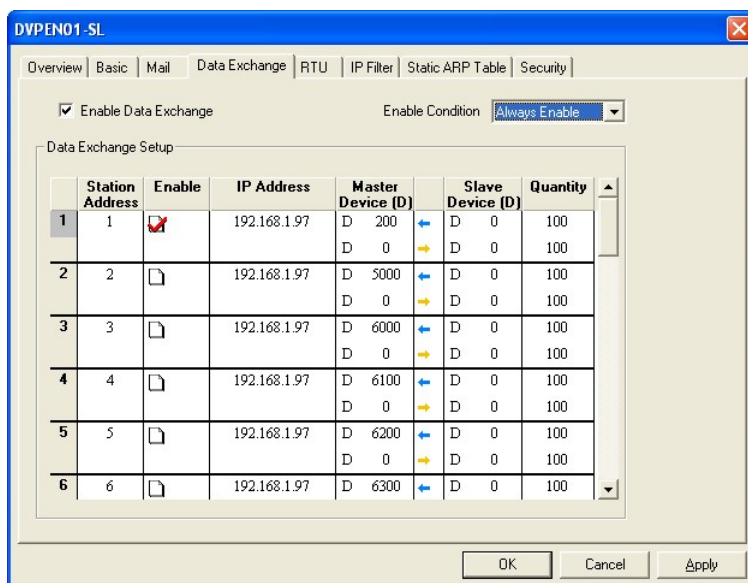 DVPEN01-SL
Overview Basic Mail Data Exchange RTU IP Filter Static ARP Table Security
Enable Data Exchange Enable Condition Always Enable
Data Exchange Setup
Station Address Enable IP Address Master Device (D) Slave Device (D) Quantity
1 1 192.168.1.97 D 200 D 0 100
D 0 D 0 100
2 2 192.168.1.97 D 5000 D 0 100
D 0 D 0 100
3 3 192.168.1.97 D 6000 D 0 100
D 0 D 0 100
4 4 192.168.1.97 D 6100 D 0 100
D 0 D 0 100
5 5 192.168.1.97 D 6200 D 0 100
D 0 D 0 100
6 6 192.168.1.97 D 6300 D 0 100
OK Cancel Apply